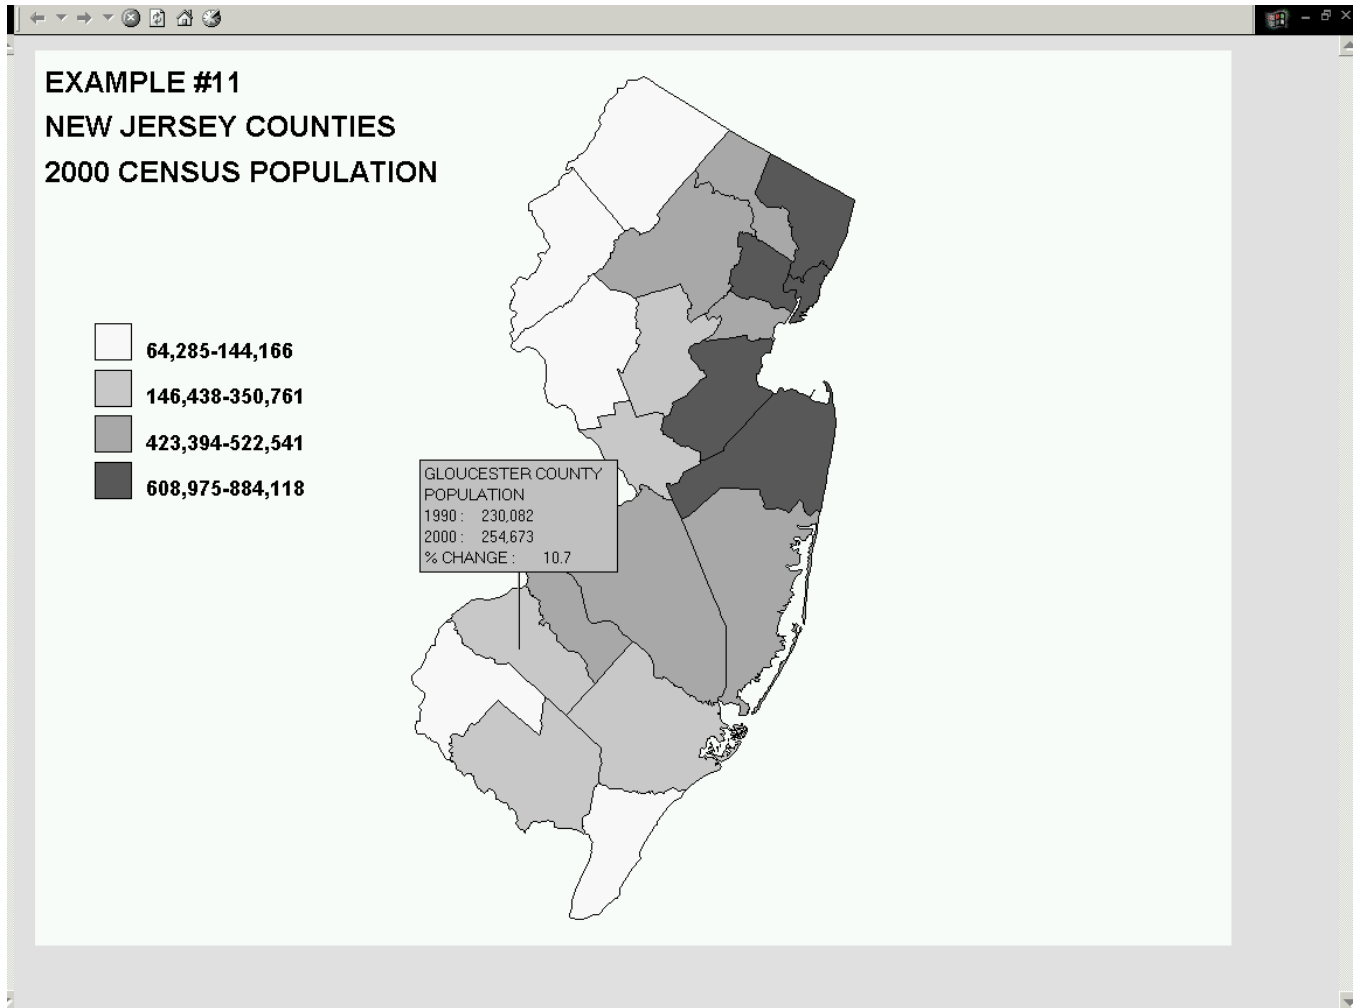 EXAMPLE #11
NEW JERSEY COUNTIES
2000 CENSUS POPULATION
64,285-144,166
146,438-350,761
423,394-522,541
608,975-884,118
GLOUCESTER COUNTY
POPULATION
1990 : 230,082
2000 : 254,673
% CHANGE : 10.7